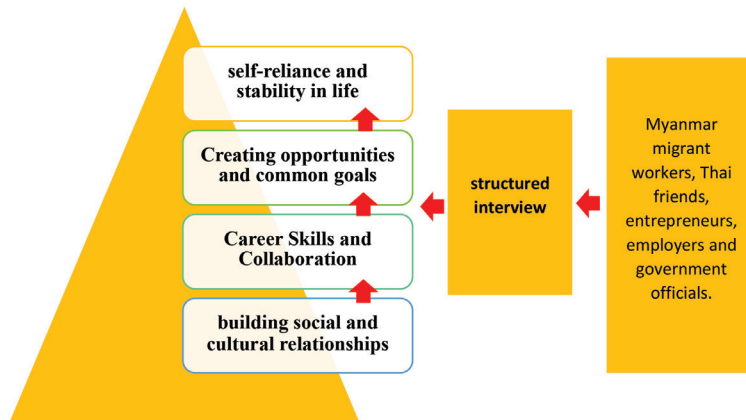 self-reliance and
stability in life
Creating opportunities
and common goals
Career Skills and
Collaboration
building social and
cultural relationships
structured
interview
Myanmar
migrant
workers, Thai
friends,
entrepreneurs,
employers and
government
officials.